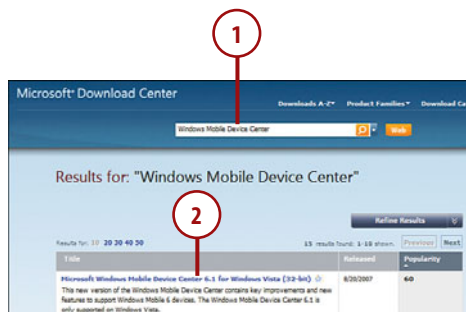 1
Microsoft Download Center
Downloads A-Z Product Families Download Ca
Windows Mobile Device Center
Web
Results for: "Windows Mobile Device Center"
2
Refine Results
Results for: 10 20 30 40 50
15 results found: 1-10 shown. Previous Next
Title Released Popularity
Microsoft Windows Mobile Device Center 6.1 for Windows Vista (32-bit) 8/20/2007 60
This new version of the Windows Mobile Device Center contains key improvements and new
features to support Windows Mobile 6 devices. The Windows Mobile Device Center 6.1 is
only supported on Windows Vista.